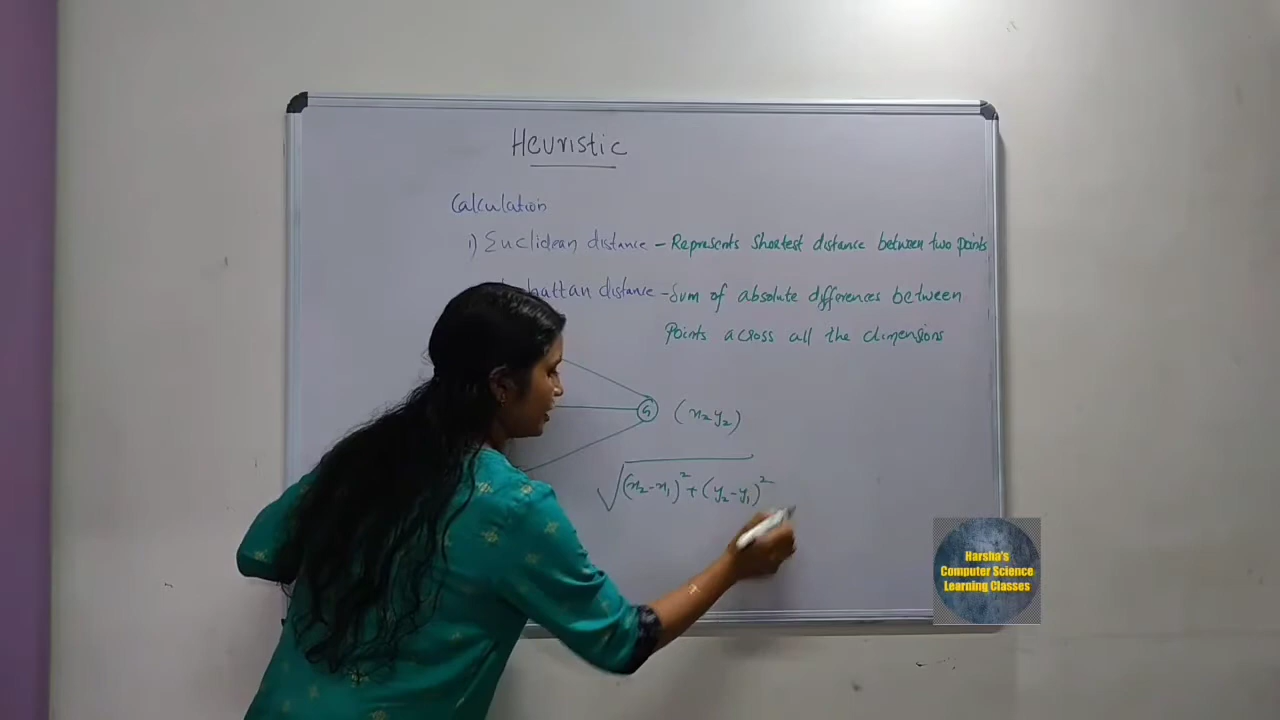 Heuristic
Calculation
1) Euclidean distance - Represents shortest distance between two points
hattan distance - Sum of absolute differences between
Points across all the dimensions
G (x₂ y₂)
√(x₂-x₁)² + (y₂-y₁)²
Harsha's
Computer Science
Learning Classes